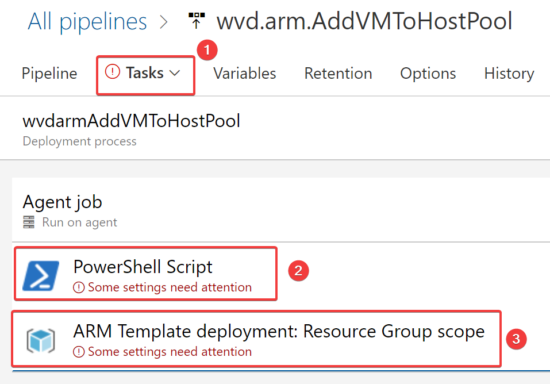 All pipelines > wvd.arm.AddVMToHostPool
1
Pipeline Tasks Variables Retention Options History
wvdarmAddVMToHostPool
Deployment process
Agent job
Run on agent
PowerShell Script
2
Some settings need attention
ARM Template deployment: Resource Group scope
3
Some settings need attention